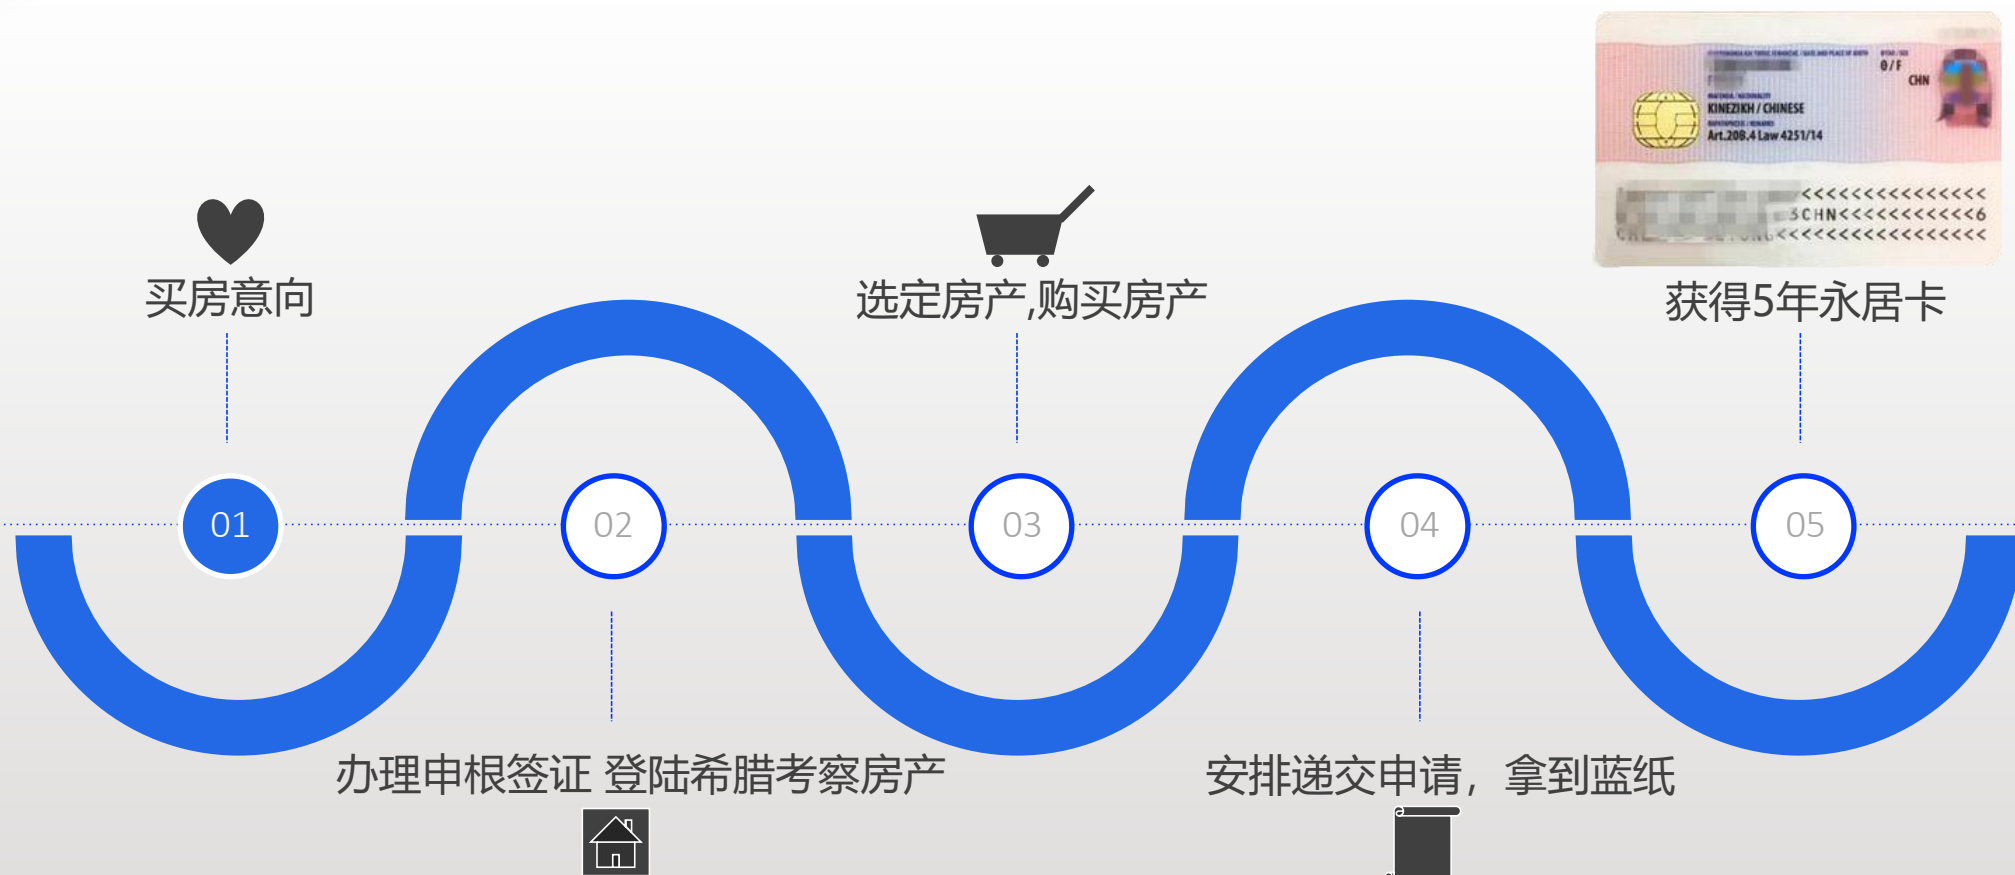 0/F
CHN
KINEZIKH / CHINESE
Art.20B.4 Law 4251/14
<<<<<<<<<<<<<<
3CHN<<<<<<<<<<<6
<<<<<<<<<<<<<<<<
买房意向
选定房产,购买房产
获得5年永居卡
01
02
03
04
05
办理申根签证 登陆希腊考察房产
安排递交申请，拿到蓝纸